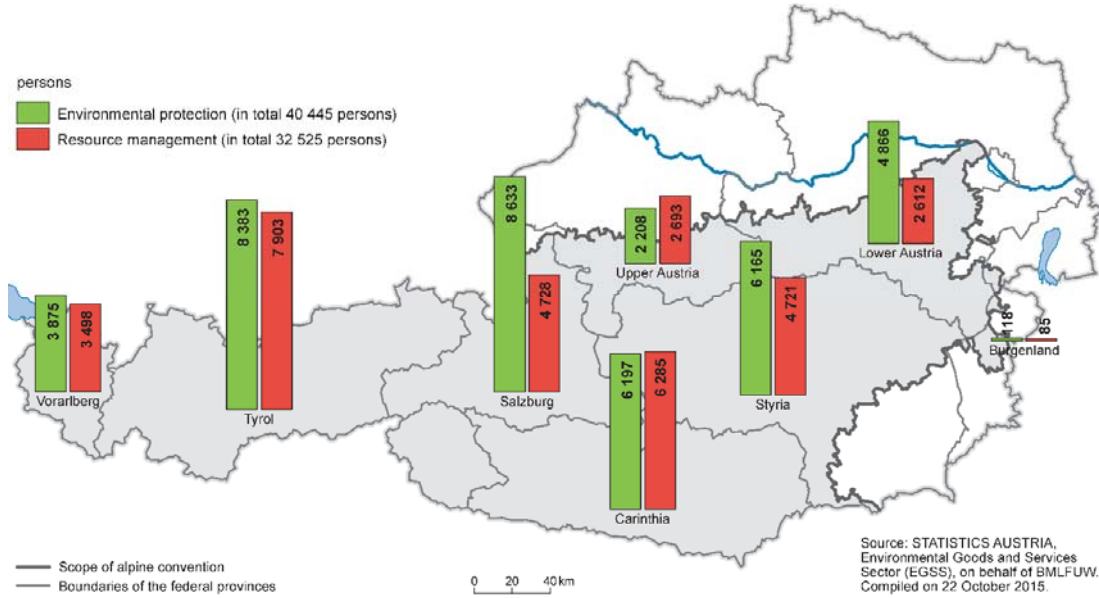 persons
Environmental protection (in total 40 445 persons)
Resource management (in total 32 525 persons)
4 866
2 612
Lower Austria
8 633
4 728
Salzburg
2 208
2 693
Upper Austria
8 383
7 903
Tyrol
6 165
4 721
Styria
3 875
3 498
Vorarlberg
118
85
Burgenland
6 197
6 285
Carinthia
Scope of alpine convention
Boundaries of the federal provinces
0 20 40 km
Source: STATISTICS AUSTRIA,
Environmental Goods and Services
Sector (EGSS), on behalf of BMLFUW.
Compiled on 22 October 2015.